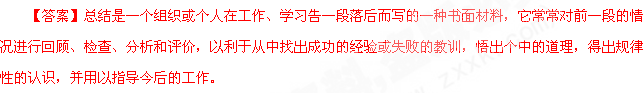 【答案】总结是一个组织或个人在工作、学习告一段落后而写的一种书面材料，它常常对前一段的情
况进行回顾、检查、分析和评价，以利于从中找出成功的经验或失败的教训，悟出个中的道理，得出规律
性的认识，并用以指导今后的工作。